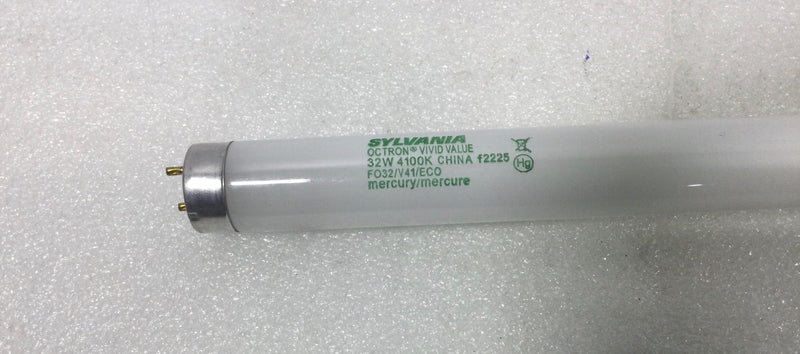 SYLVANIA
OCTRON® VIVID VALUE
32W 4100K CHINA f2225
FO32/V41/ECO
mercury/mercure
Hg